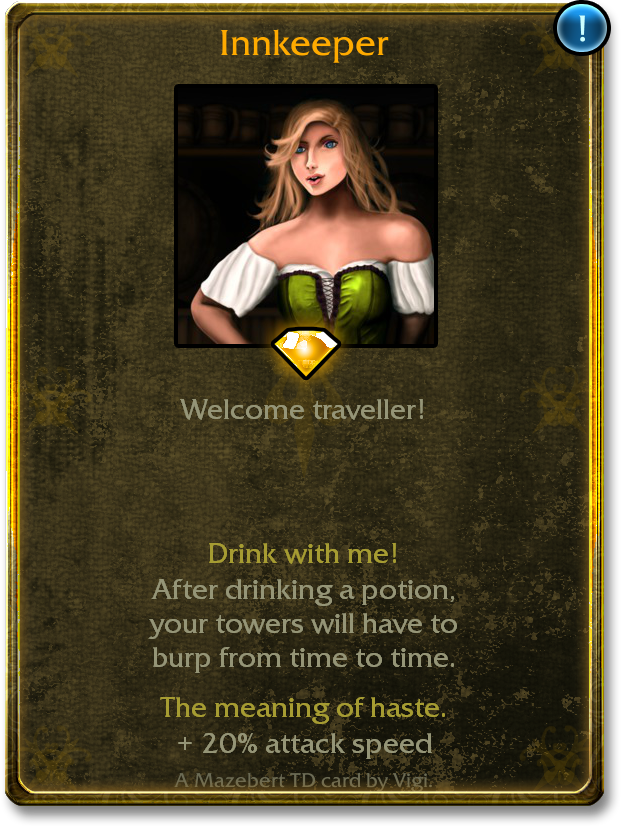 Innkeeper
!
Welcome traveller!
Drink with me!
After drinking a potion,
your towers will have to
burp from time to time.
The meaning of haste.
+ 20% attack speed
A Mazebert TD card by Vigi.